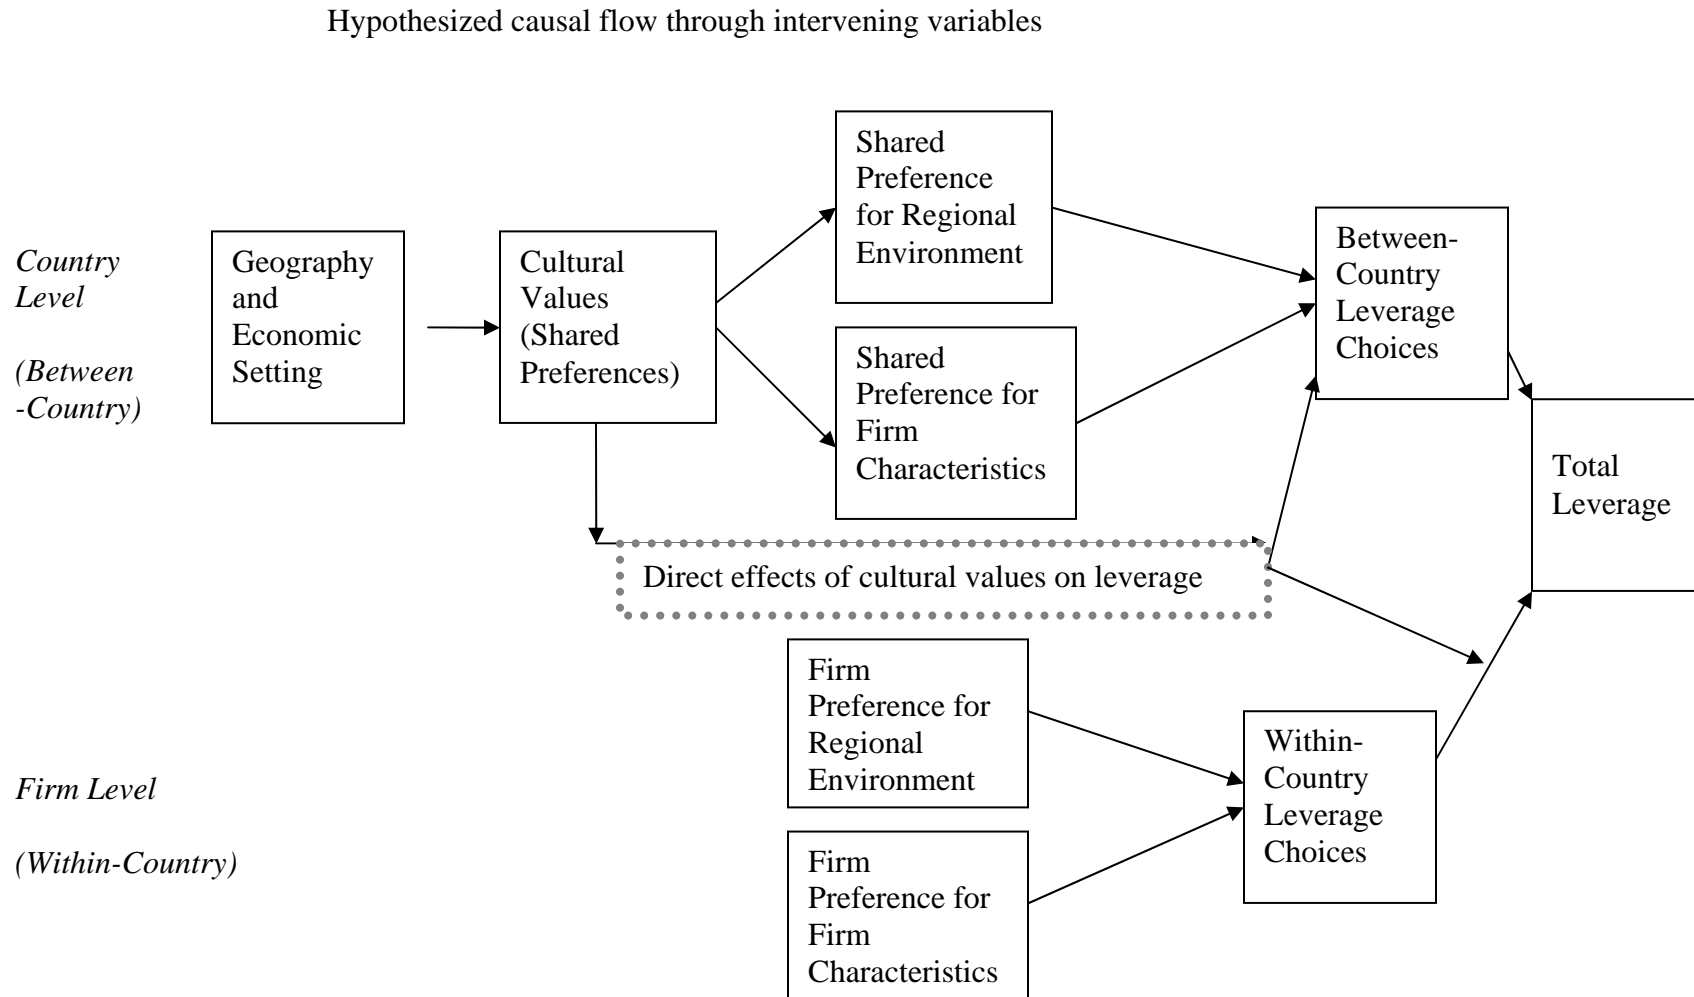 Hypothesized causal flow through intervening variables
Country
Level
(Between
-Country)
Geography
and
Economic
Setting
Cultural
Values
(Shared
Preferences)
Shared
Preference
for Regional
Environment
Shared
Preference for
Firm
Characteristics
Between-
Country
Leverage
Choices
Total
Leverage
Direct effects of cultural values on leverage
Firm Level
(Within-Country)
Firm
Preference for
Regional
Environment
Firm
Preference for
Firm
Characteristics
Within-
Country
Leverage
Choices